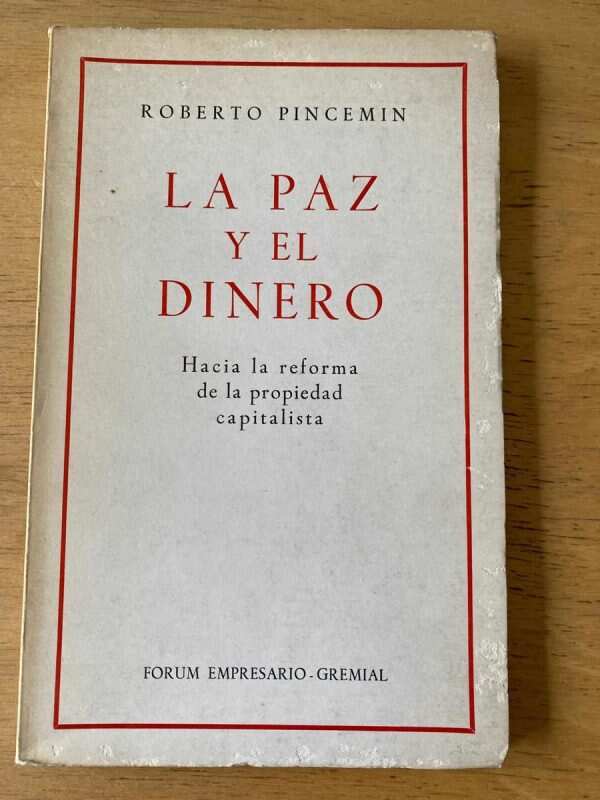 ROBERTO PINCEMIN
LA PAZ
Y EL
DINERO
Hacia la reforma
de la propiedad
capitalista
FORUM EMPRESARIO - GREMIAL